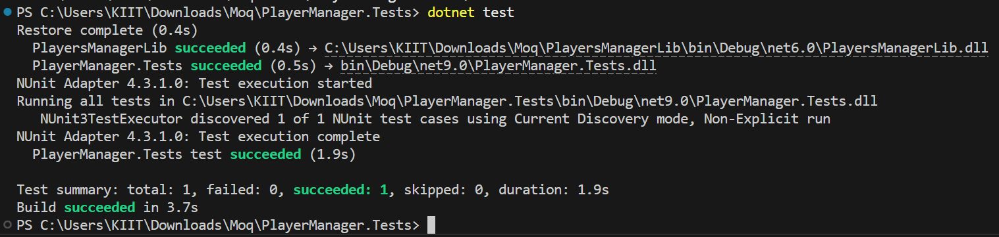 PS C:\Users\KIIT\Downloads\Moq\PlayerManager.Tests> dotnet test
Restore complete (0.4s)
PlayersManagerLib succeeded (0.4s) → C:\Users\KIIT\Downloads\Moq\PlayersManagerLib\bin\Debug\net6.0\PlayersManagerLib.dll
PlayerManager.Tests succeeded (0.5s) → bin\Debug\net9.0\PlayerManager.Tests.dll
NUnit Adapter 4.3.1.0: Test execution started
Running all tests in C:\Users\KIIT\Downloads\Moq\PlayerManager.Tests\bin\Debug\net9.0\PlayerManager.Tests.dll
NUnit3TestExecutor discovered 1 of 1 NUnit test cases using Current Discovery mode, Non-Explicit run
NUnit Adapter 4.3.1.0: Test execution complete
PlayerManager.Tests test succeeded (1.9s)
Test summary: total: 1, failed: 0, succeeded: 1, skipped: 0, duration: 1.9s
Build succeeded in 3.7s
PS C:\Users\KIIT\Downloads\Moq\PlayerManager.Tests>